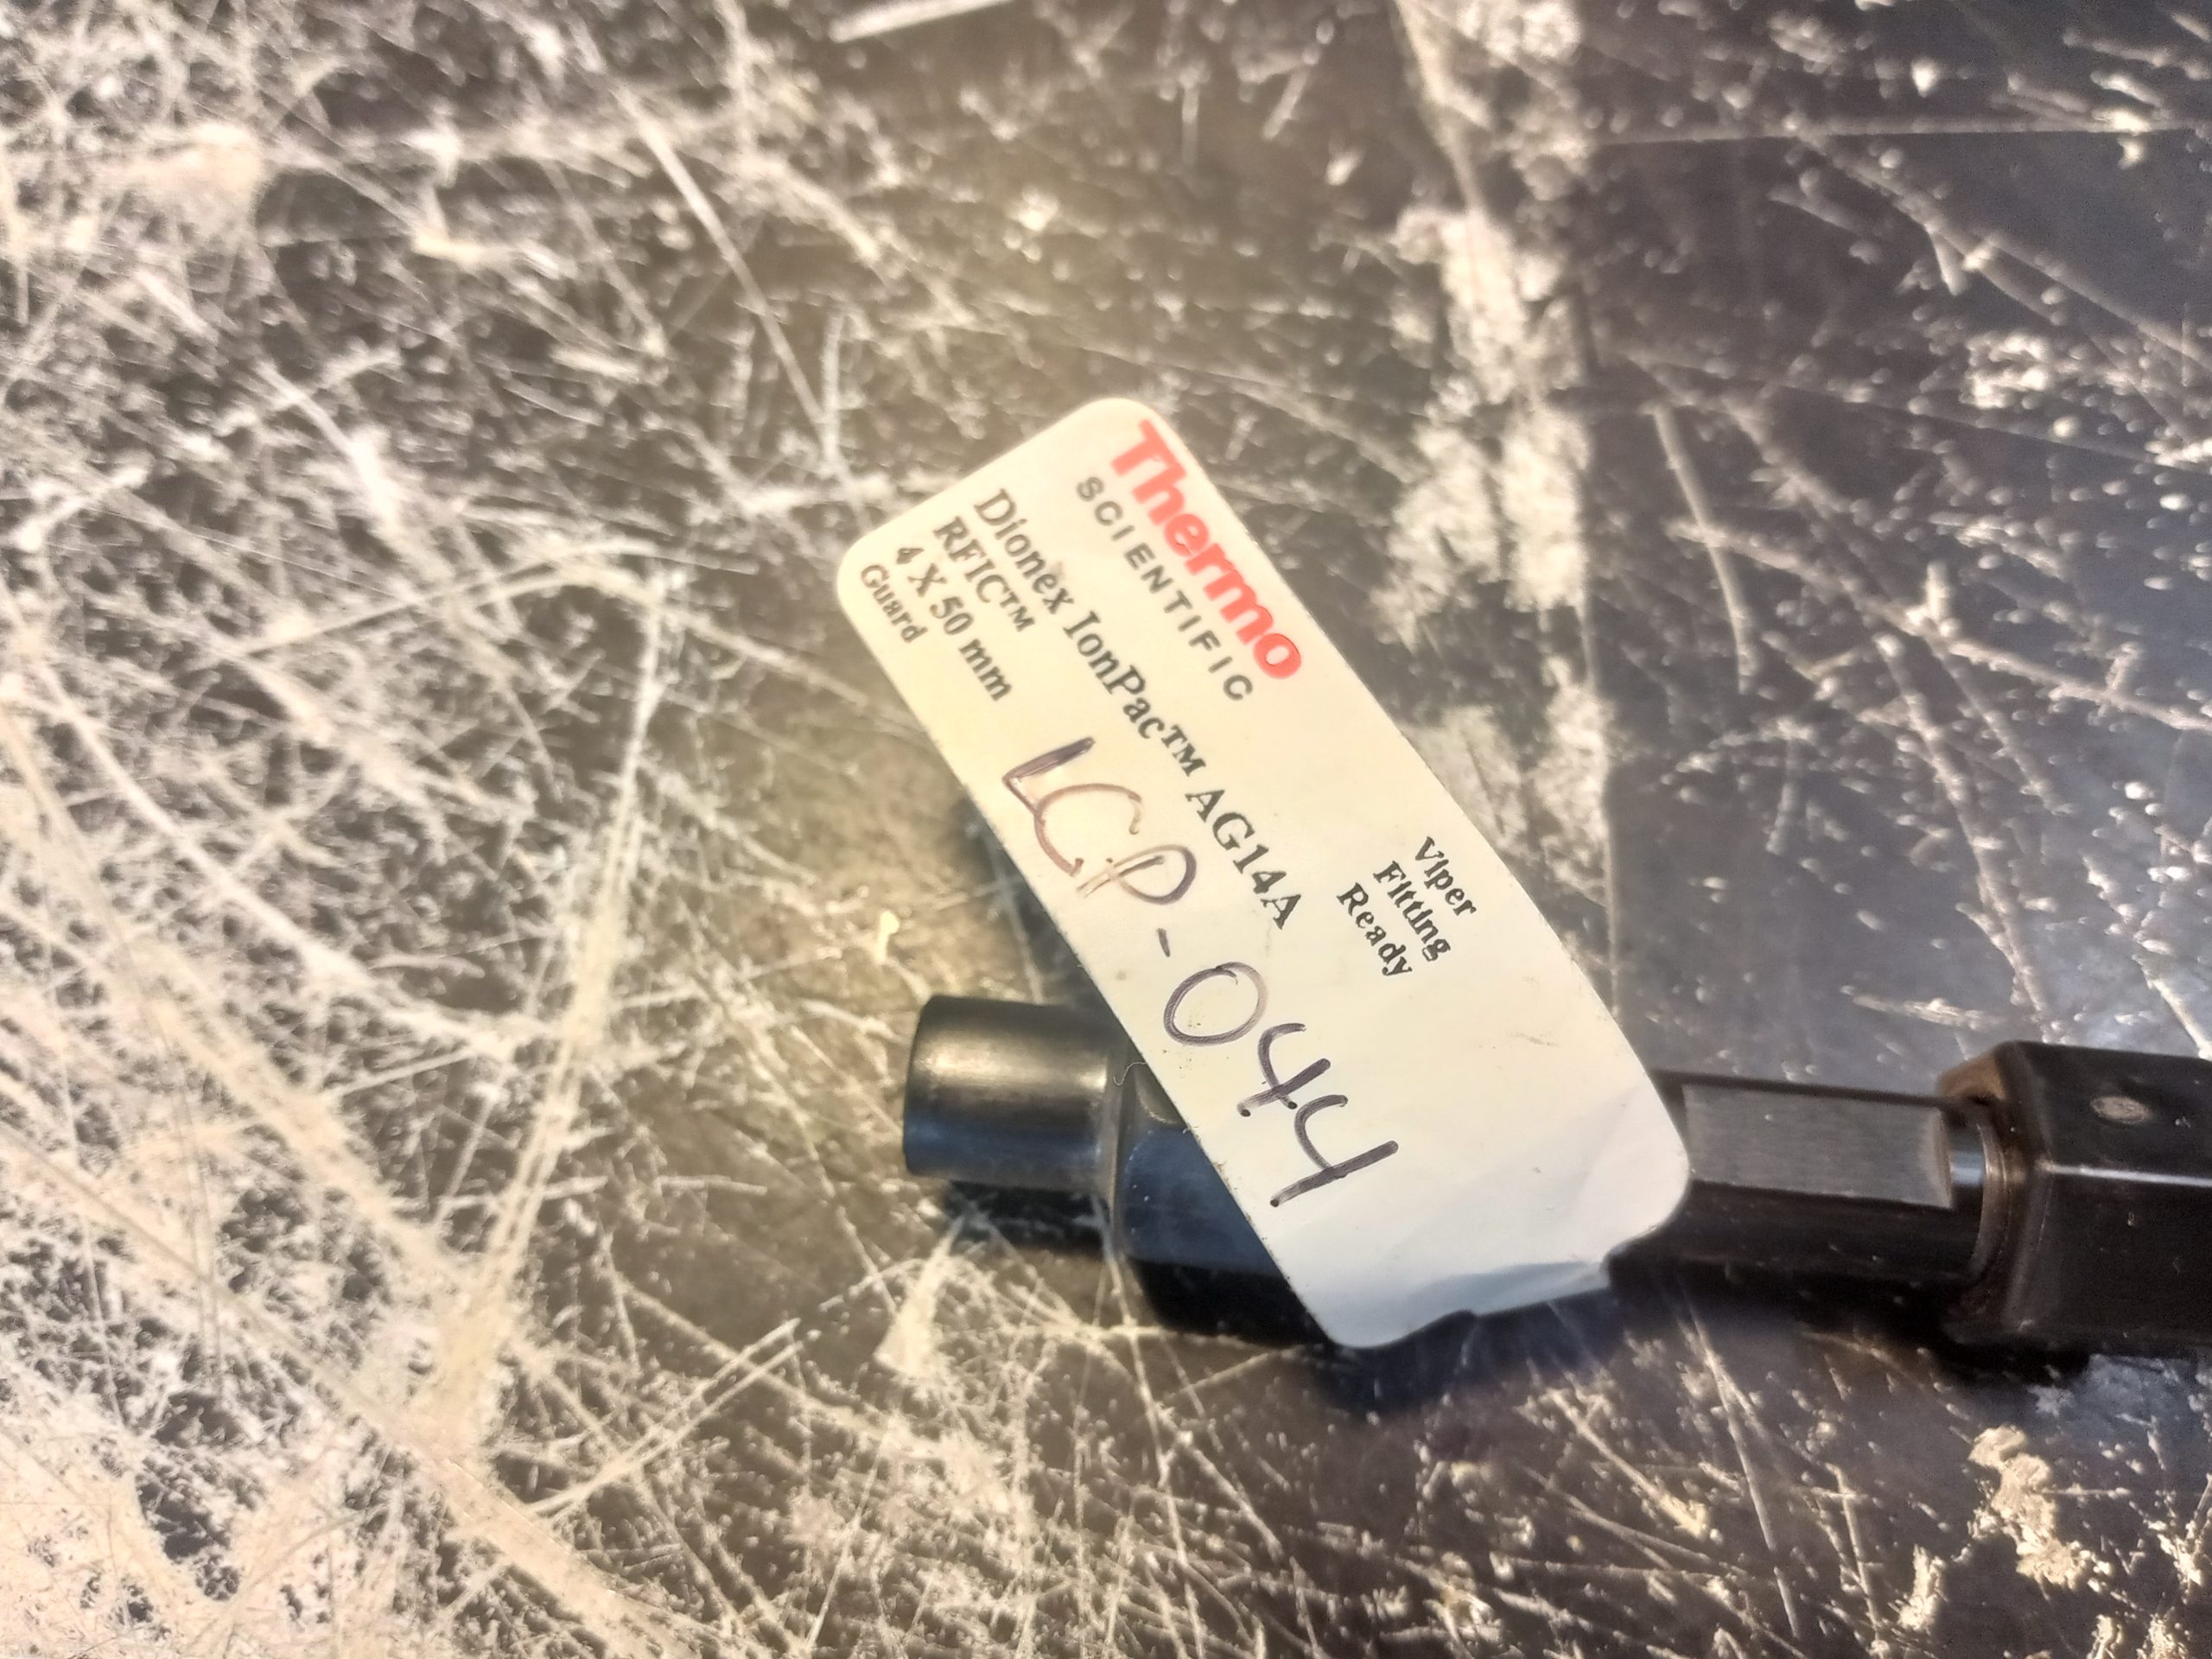 Thermo
SCIENTIFIC
Dionex IonPac™ AG14A
RFIC™
4 X 50 mm
Guard
Viper
Fitting
Ready
LCP-044